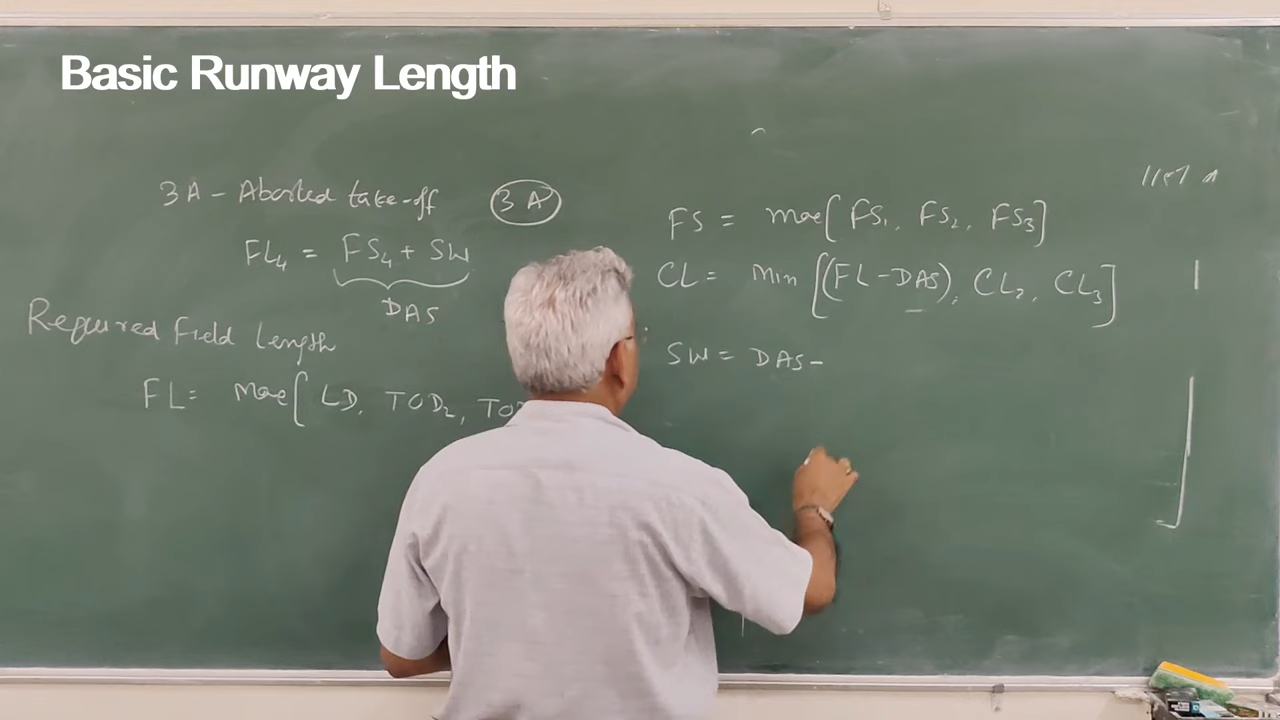 Basic Runway Length
3A - Aborted take-off 3A
FL4 = FS4 + SW
DAS
Required Field Length
FL = Max[ LD, TOD2,
FS = max[ FS1, FS2, FS3]
CL = Min [(FL - DAS), CL2, CL3]
SW = DAS -